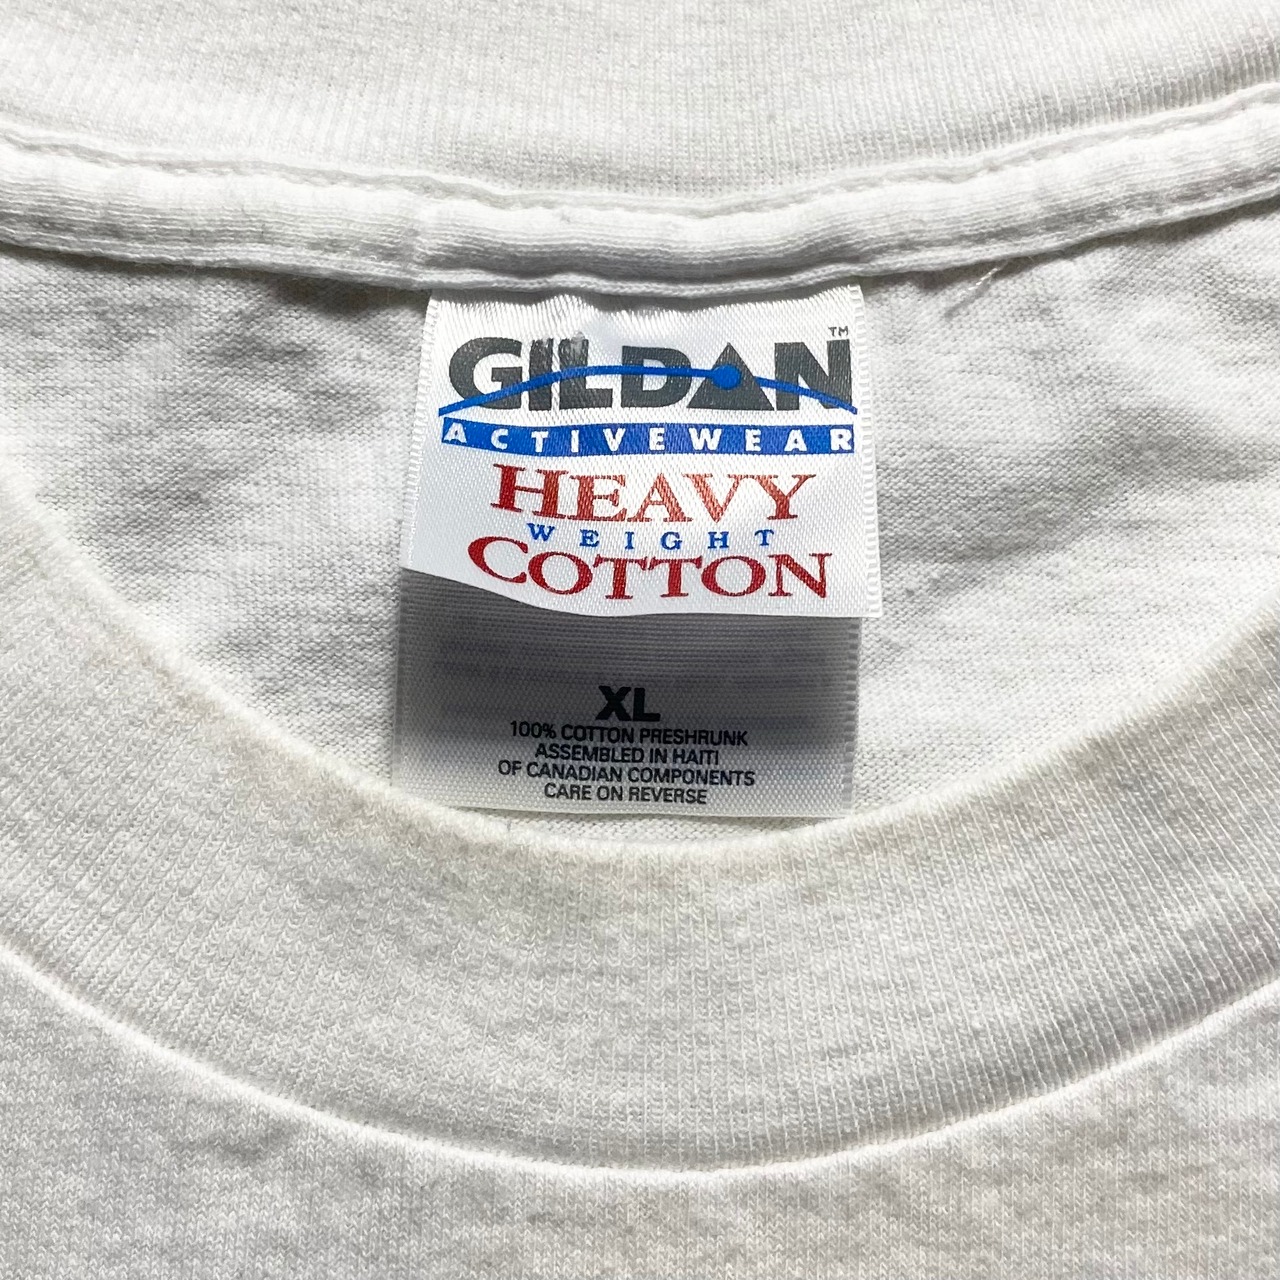 GILDAN™
ACTIVEWEAR
HEAVY
WEIGHT
COTTON
XL
100% COTTON PRESHRUNK
ASSEMBLED IN HAITI
OF CANADIAN COMPONENTS
CARE ON REVERSE